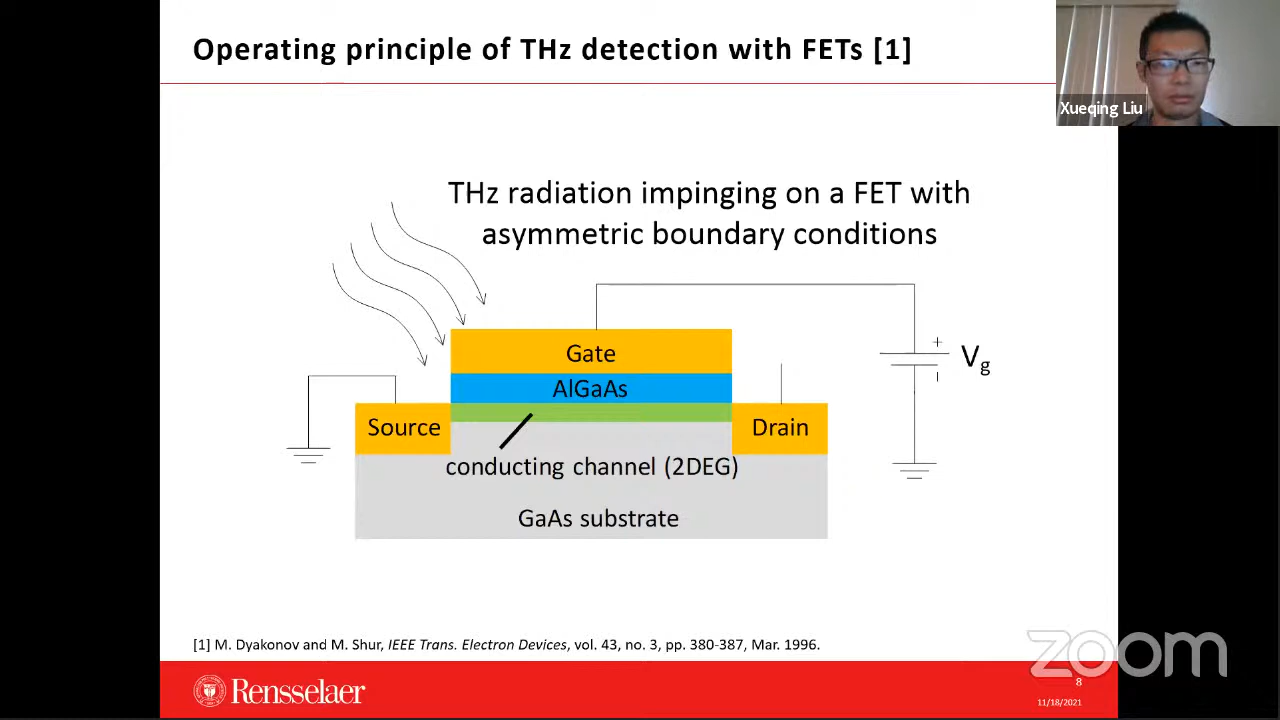 Operating principle of THz detection with FETs [1]
Xueqing Liu
THz radiation impinging on a FET with
asymmetric boundary conditions
Gate
+
Vg
AlGaAs
Source
Drain
conducting channel (2DEG)
GaAs substrate
[1] M. Dyakonov and M. Shur, IEEE Trans. Electron Devices, vol. 43, no. 3, pp. 380-387, Mar. 1996.
zoom
Rensselaer
8
11/18/2021